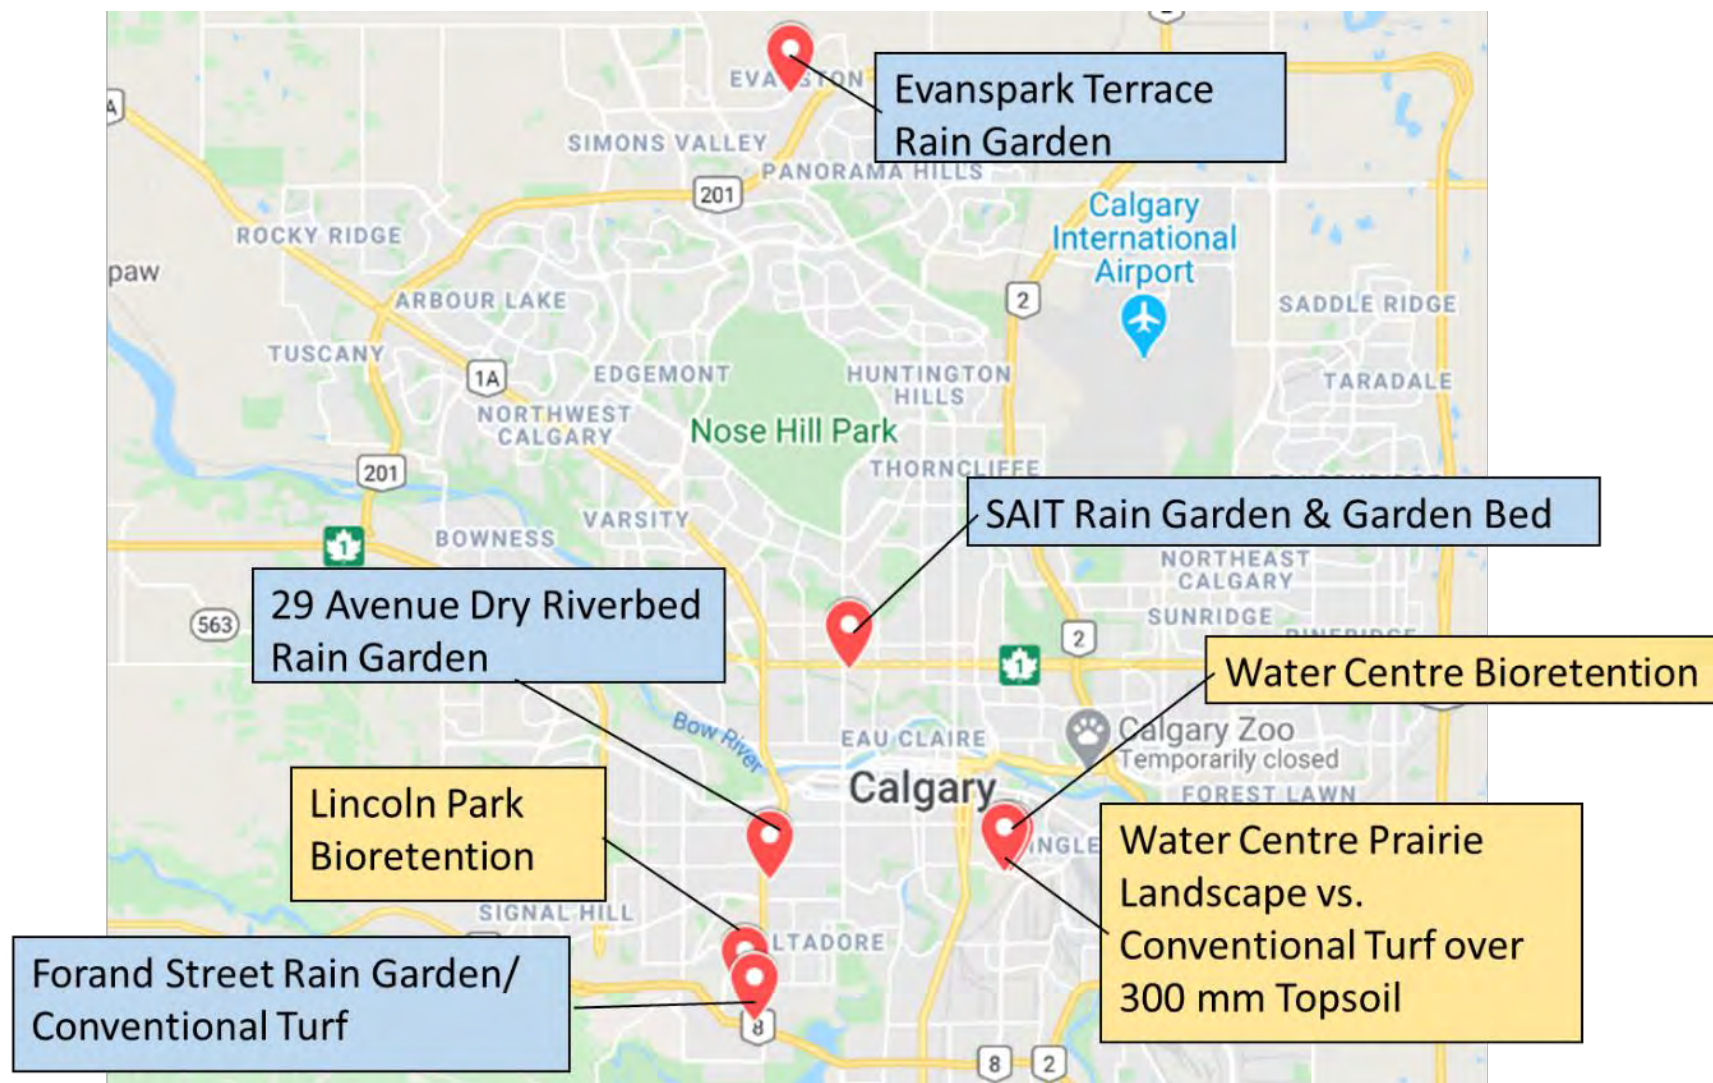 EVANSTON
Evanspark Terrace
Rain Garden
SIMONS VALLEY
PANORAMA HILLS
201
Calgary
International
Airport
ROCKY RIDGE
paw
ARBOUR LAKE
2
SADDLE RIDGE
TUSCANY
1A
EDGEMONT
HUNTINGTON
HILLS
TARADALE
NORTHWEST
CALGARY
Nose Hill Park
THORNCLIFFE
201
SAIT Rain Garden & Garden Bed
VARSITY
BOWNESS
1
NORTHEAST
CALGARY
29 Avenue Dry Riverbed
Rain Garden
563
SUNRIDGE
2
1
Water Centre Bioretention
Bow River
EAU CLAIRE
Calgary Zoo
Temporarily closed
Calgary
FOREST LAWN
Lincoln Park
Bioretention
INGLE
Water Centre Prairie
Landscape vs.
Conventional Turf over
300 mm Topsoil
SIGNAL HILL
LTADORE
Forand Street Rain Garden/
Conventional Turf
8
8
2